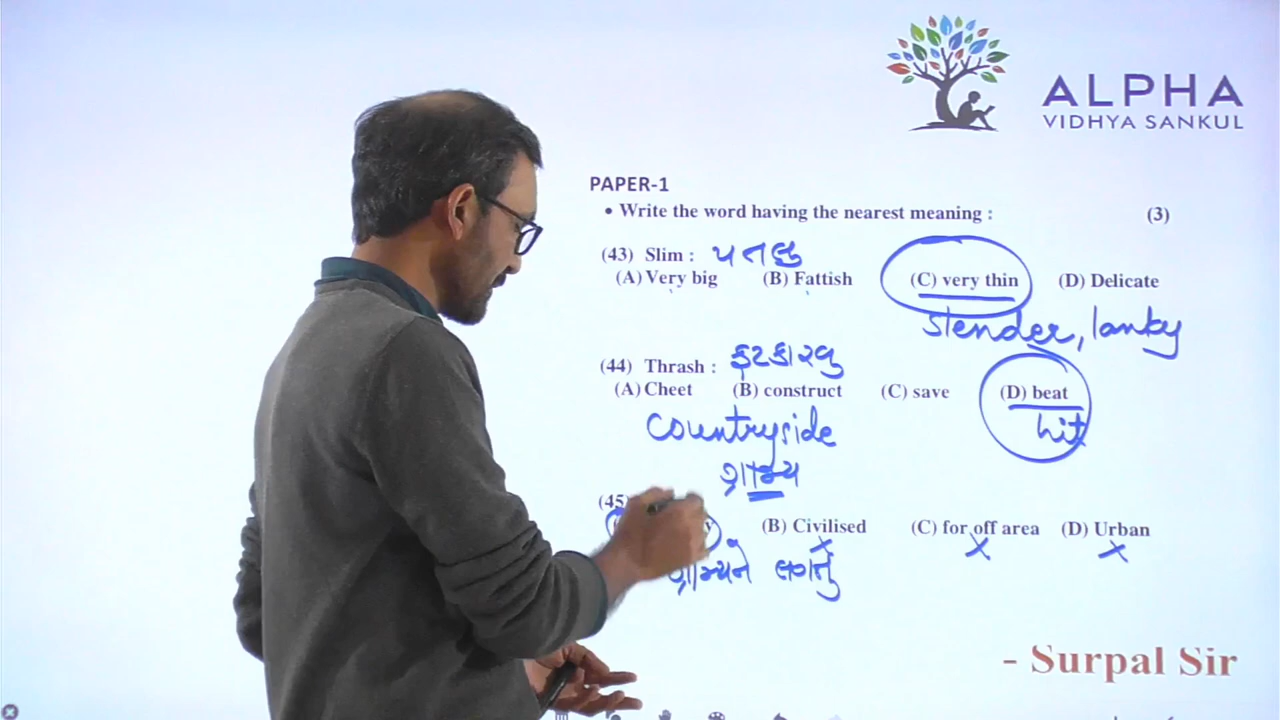 ALPHA
VIDHYA SANKUL
PAPER-1
• Write the word having the nearest meaning : (3)
(43) Slim : પતલુ
(A) Very big (B) Fattish (C) very thin (D) Delicate
slender, lanky
(44) Thrash : ફટકારવુ
(A) Cheet (B) construct (C) save (D) beat
hit
countryside
ગ્રામ્ય
(45)
(B) Civilised (C) for off area (D) Urban
ગ્રામ્યને લગતું
- Surpal Sir